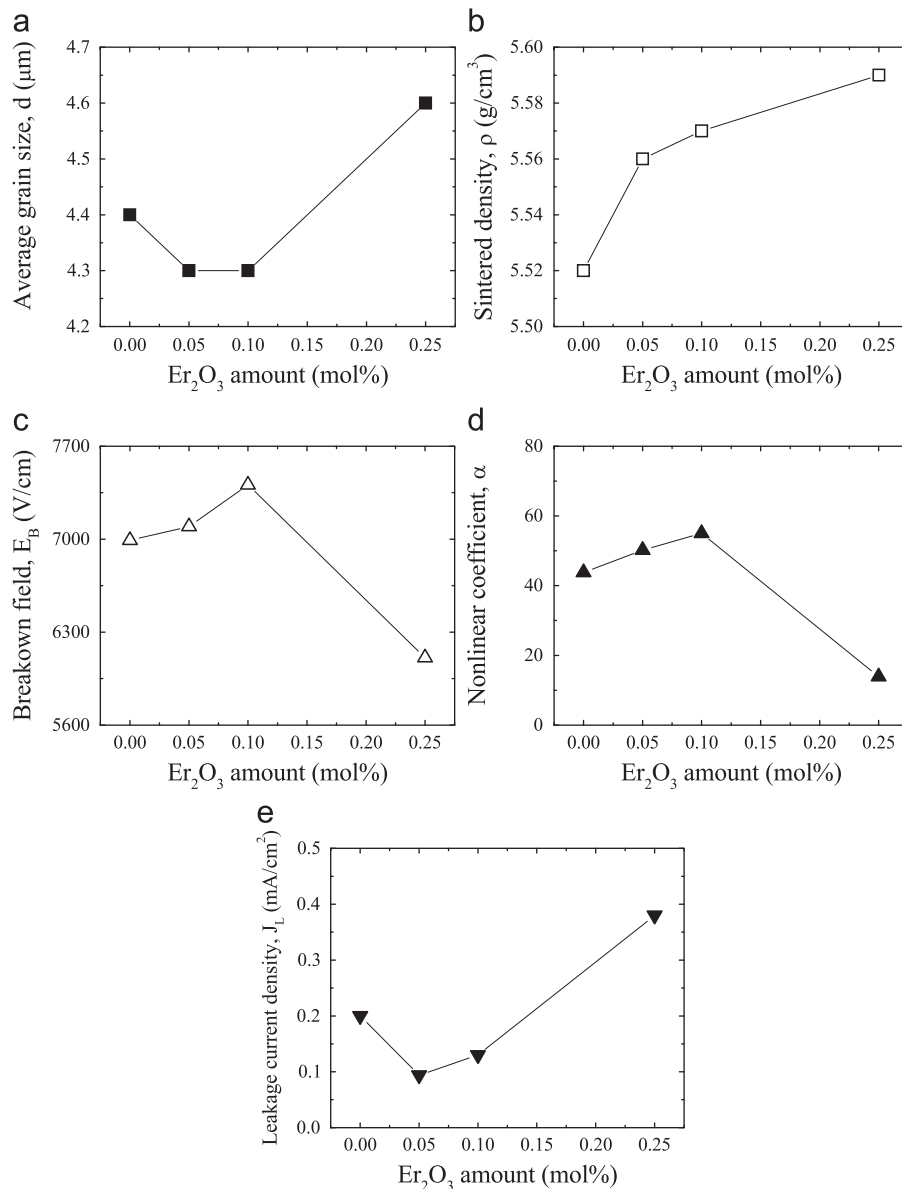 a
4.7
4.6
4.5
4.4
4.3
4.2
Average grain size, d (μm)
0.00 0.05 0.10 0.15 0.20 0.25
Er₂O₃ amount (mol%)
b
5.60
5.58
5.56
5.54
5.52
5.50
Sintered density, ρ (g/cm³)
0.00 0.05 0.10 0.15 0.20 0.25
Er₂O₃ amount (mol%)
c
7700
7000
6300
5600
Breakown field, E_B (V/cm)
0.00 0.05 0.10 0.15 0.20 0.25
Er₂O₃ amount (mol%)
d
80
60
40
20
0
Nonlinear coefficient, α
0.00 0.05 0.10 0.15 0.20 0.25
Er₂O₃ amount (mol%)
e
0.5
0.4
0.3
0.2
0.1
0.0
Leakage current density, J_L (mA/cm²)
0.00 0.05 0.10 0.15 0.20 0.25
Er₂O₃ amount (mol%)